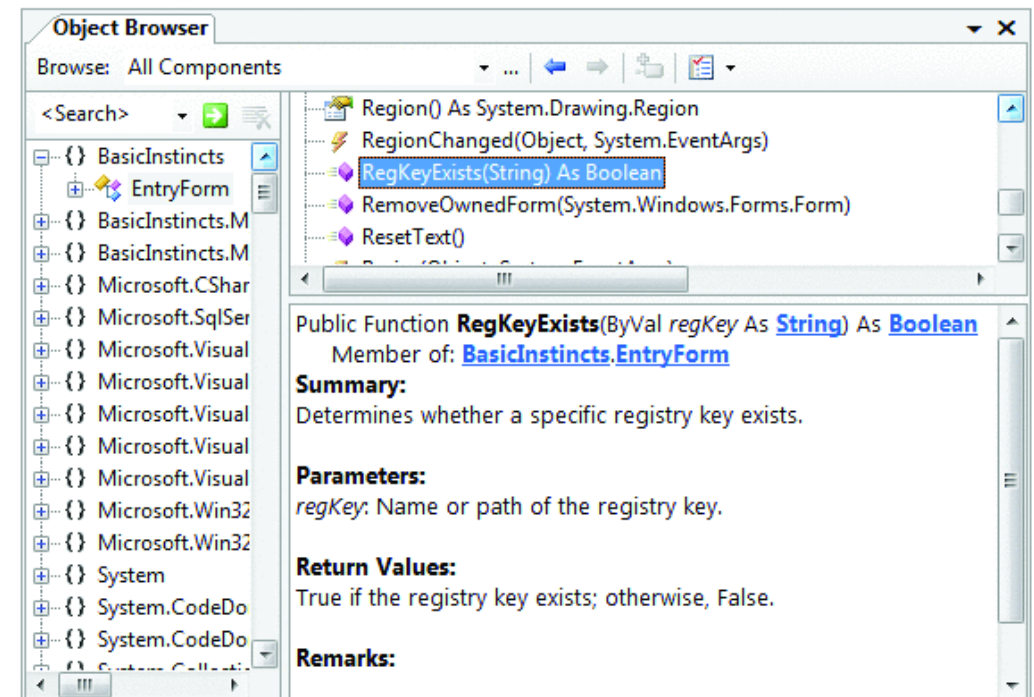 Object Browser
Browse: All Components ...
<Search>
{} BasicInstincts
EntryForm
{} BasicInstincts.M
{} BasicInstincts.M
{} Microsoft.CShar
{} Microsoft.SqlSer
{} Microsoft.Visual
{} Microsoft.Visual
{} Microsoft.Visual
{} Microsoft.Visual
{} Microsoft.Visual
{} Microsoft.Win32
{} Microsoft.Win32
{} System
{} System.CodeDo
{} System.CodeDo
Region() As System.Drawing.Region
RegionChanged(Object, System.EventArgs)
RegKeyExists(String) As Boolean
RemoveOwnedForm(System.Windows.Forms.Form)
ResetText()
Public Function RegKeyExists(ByVal regKey As String) As Boolean
Member of: BasicInstincts.EntryForm
Summary:
Determines whether a specific registry key exists.
Parameters:
regKey: Name or path of the registry key.
Return Values:
True if the registry key exists; otherwise, False.
Remarks: